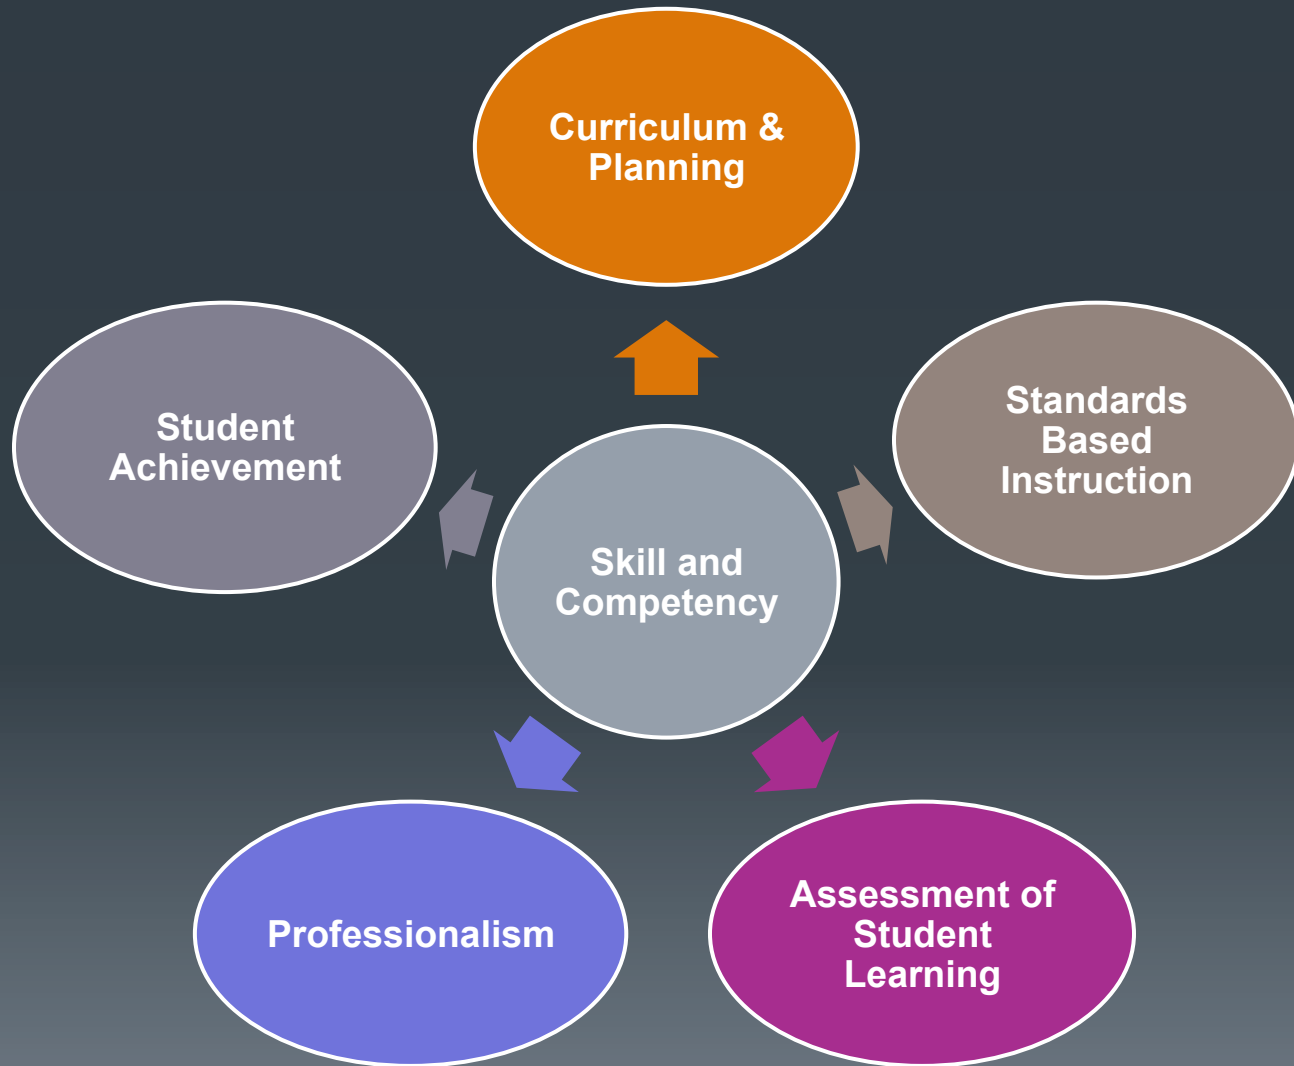 Curriculum &
Planning
Student
Achievement
Standards
Based
Instruction
Skill and
Competency
Professionalism
Assessment of
Student
Learning